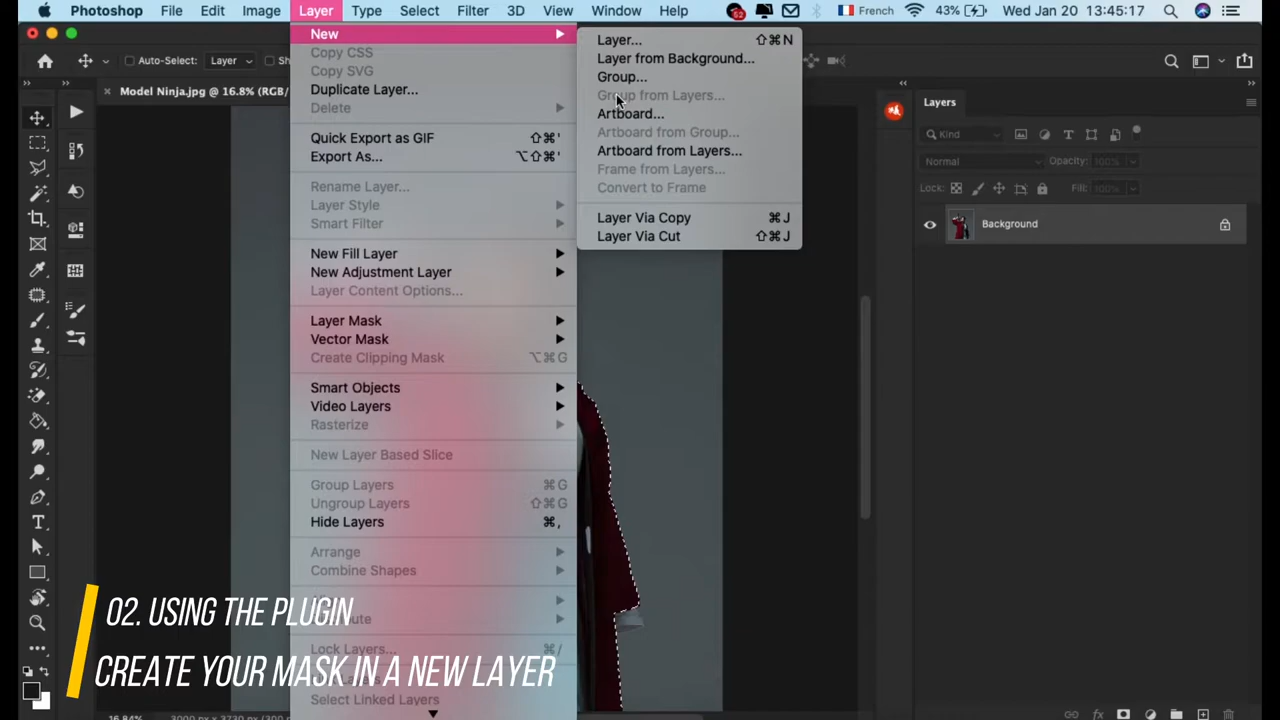 Photoshop File Edit Image Layer Type Select Filter 3D View Window Help 52 French 43% Wed Jan 20 13:45:17
Auto-Select: Layer
Model Ninja.jpg @ 16.8% (RGB/
New
Copy CSS
Copy SVG
Duplicate Layer...
Delete
Quick Export as GIF ⇧⌘'
Export As... ⌥⇧⌘'
Rename Layer...
Layer Style
Smart Filter
New Fill Layer
New Adjustment Layer
Layer Content Options...
Layer Mask
Vector Mask
Create Clipping Mask ⌥⌘G
Smart Objects
Video Layers
Rasterize
New Layer Based Slice
Group Layers ⌘G
Ungroup Layers ⇧⌘G
Hide Layers ⌘,
Arrange
Combine Shapes
Lock Layers... ⌘/
Select Linked Layers
Layer... ⇧⌘N
Layer from Background...
Group...
Group from Layers...
Artboard...
Artboard from Group...
Artboard from Layers...
Frame from Layers...
Convert to Frame
Layer Via Copy ⌘J
Layer Via Cut ⇧⌘J
Layers
Kind
Normal Opacity: 100%
Lock: Fill: 100%
Background
02. USING THE PLUGIN
CREATE YOUR MASK IN A NEW LAYER